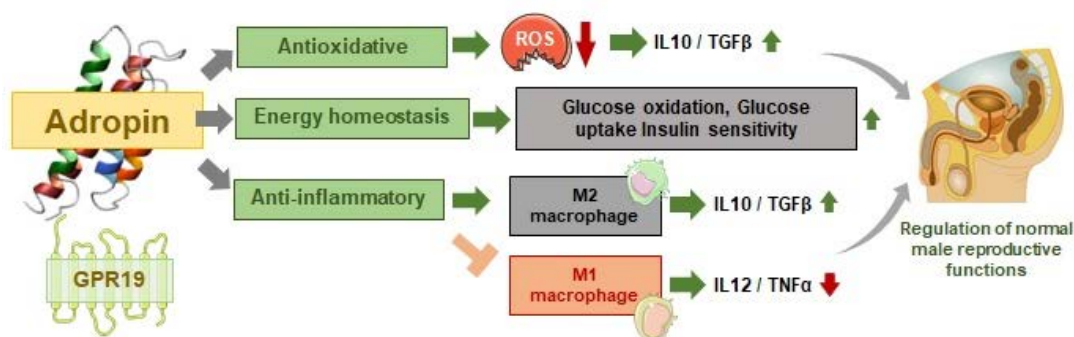 Adropin
GPR19
Antioxidative
ROS
IL10 / TGFβ
Energy homeostasis
Glucose oxidation, Glucose
uptake Insulin sensitivity
Anti-inflammatory
M2
macrophage
IL10 / TGFβ
M1
macrophage
IL12 / TNFα
Regulation of normal
male reproductive
functions